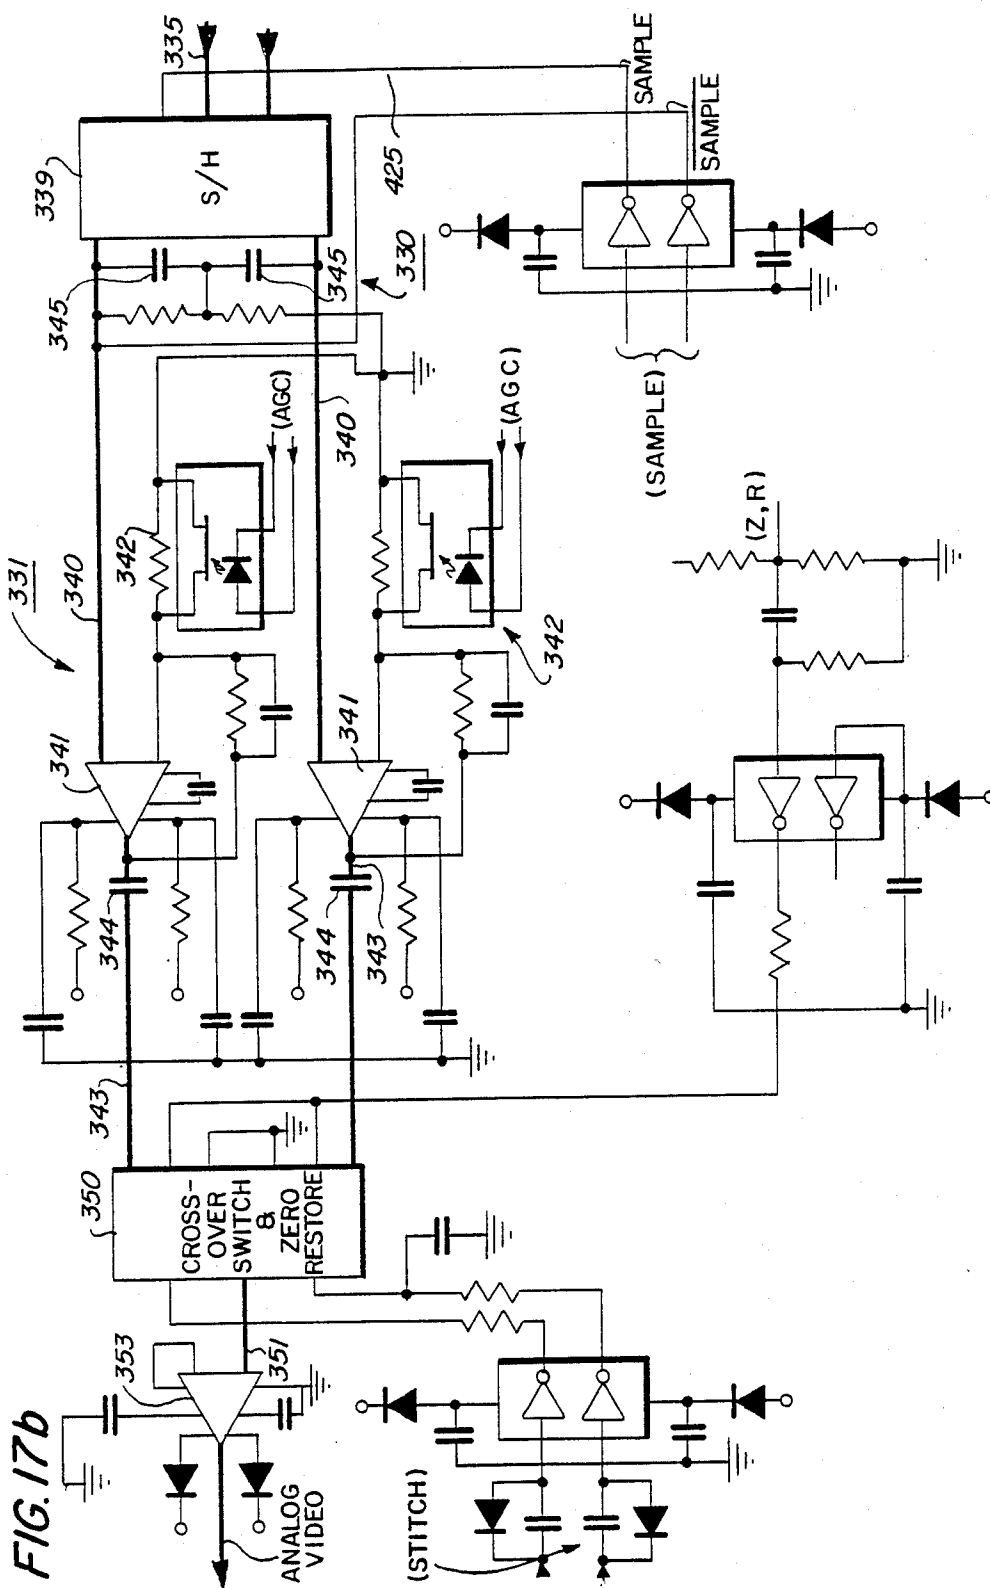 FIG. 17b
331
330
335
339
S/H
345
345
340
340
342
342
(AGC)
(AGC)
341
341
344
344
343
343
350
CROSS-
OVER
SWITCH
&
ZERO
RESTORE
353
351
ANALOG
VIDEO
(STITCH)
(Z,R)
(SAMPLE)
425
SAMPLE
SAMPLE